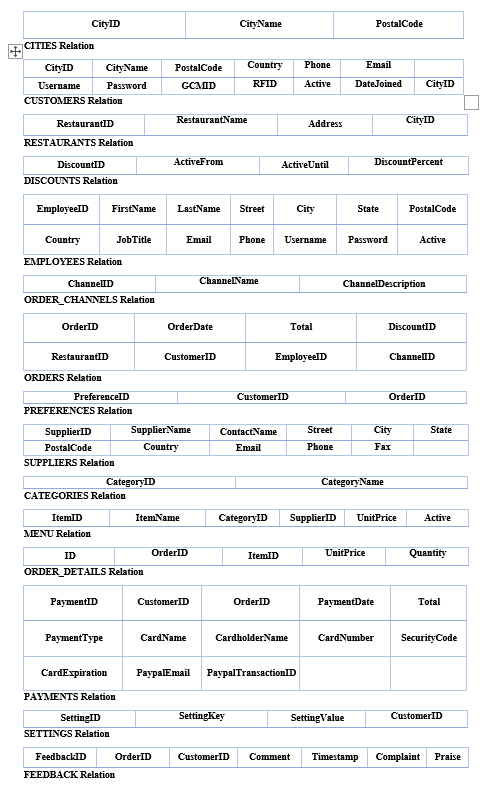 CityID CityName PostalCode
CITIES Relation
CityID CityName PostalCode Country Phone Email
Username Password GCMID RFID Active DateJoined CityID
CUSTOMERS Relation
RestaurantID RestaurantName Address CityID
RESTAURANTS Relation
DiscountID ActiveFrom ActiveUntil DiscountPercent
DISCOUNTS Relation
EmployeeID FirstName LastName Street City State PostalCode
Country JobTitle Email Phone Username Password Active
EMPLOYEES Relation
ChannelID ChannelName ChannelDescription
ORDER_CHANNELS Relation
OrderID OrderDate Total DiscountID
RestaurantID CustomerID EmployeeID ChannelID
ORDERS Relation
PreferenceID CustomerID OrderID
PREFERENCES Relation
SupplierID SupplierName ContactName Street City State
PostalCode Country Email Phone Fax
SUPPLIERS Relation
CategoryID CategoryName
CATEGORIES Relation
ItemID ItemName CategoryID SupplierID UnitPrice Active
MENU Relation
ID OrderID ItemID UnitPrice Quantity
ORDER_DETAILS Relation
PaymentID CustomerID OrderID PaymentDate Total
PaymentType CardName CardholderName CardNumber SecurityCode
CardExpiration PaypalEmail PaypalTransactionID
PAYMENTS Relation
SettingID SettingKey SettingValue CustomerID
SETTINGS Relation
FeedbackID OrderID CustomerID Comment Timestamp Complaint Praise
FEEDBACK Relation